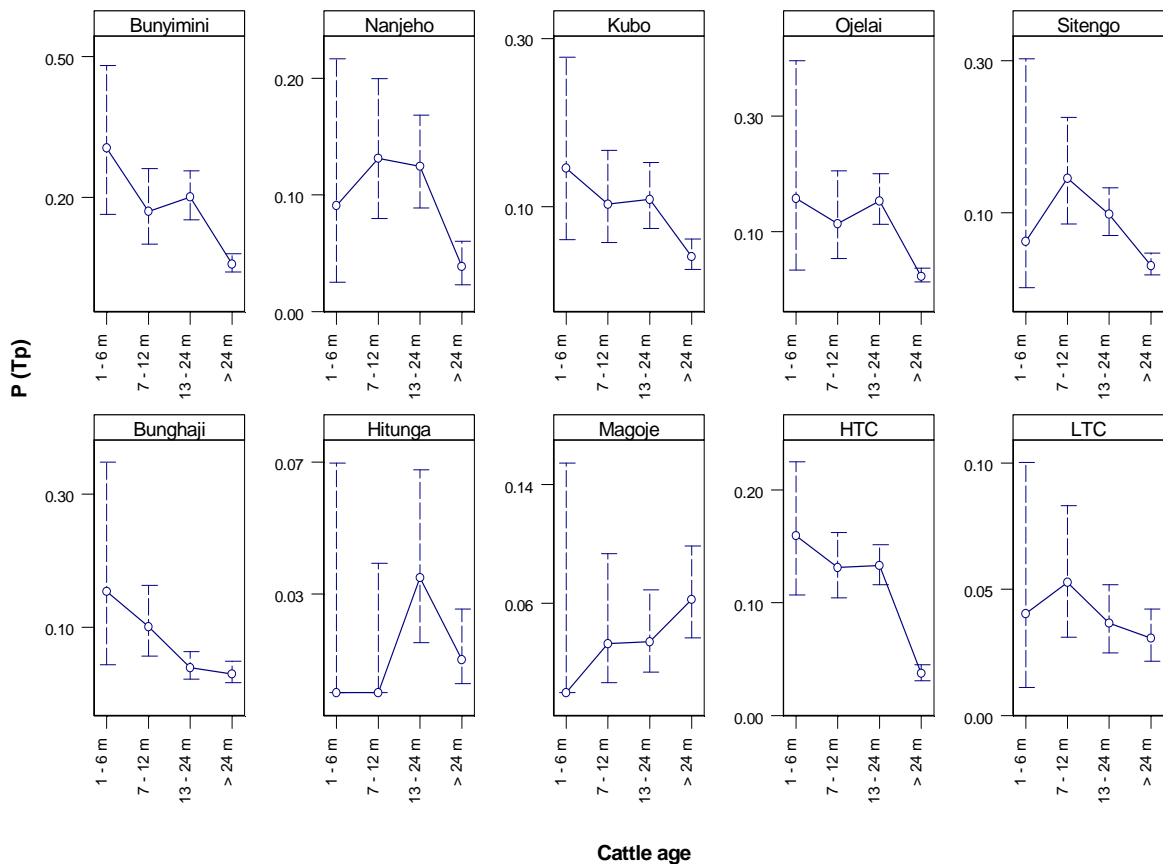 Bunyimini Nanjeho Kubo Ojelai Sitengo
0.50
0.20
0.20
0.10
0.00
0.30
0.10
0.30
0.10
0.30
0.10
1 - 6 m 7 - 12 m 13 - 24 m > 24 m
1 - 6 m 7 - 12 m 13 - 24 m > 24 m
1 - 6 m 7 - 12 m 13 - 24 m > 24 m
1 - 6 m 7 - 12 m 13 - 24 m > 24 m
1 - 6 m 7 - 12 m 13 - 24 m > 24 m
P (Tp)
Bunghaji Hitunga Magoje HTC LTC
0.30
0.10
0.07
0.03
0.14
0.06
0.20
0.10
0.00
0.10
0.05
0.00
1 - 6 m 7 - 12 m 13 - 24 m > 24 m
1 - 6 m 7 - 12 m 13 - 24 m > 24 m
1 - 6 m 7 - 12 m 13 - 24 m > 24 m
1 - 6 m 7 - 12 m 13 - 24 m > 24 m
1 - 6 m 7 - 12 m 13 - 24 m > 24 m
Cattle age